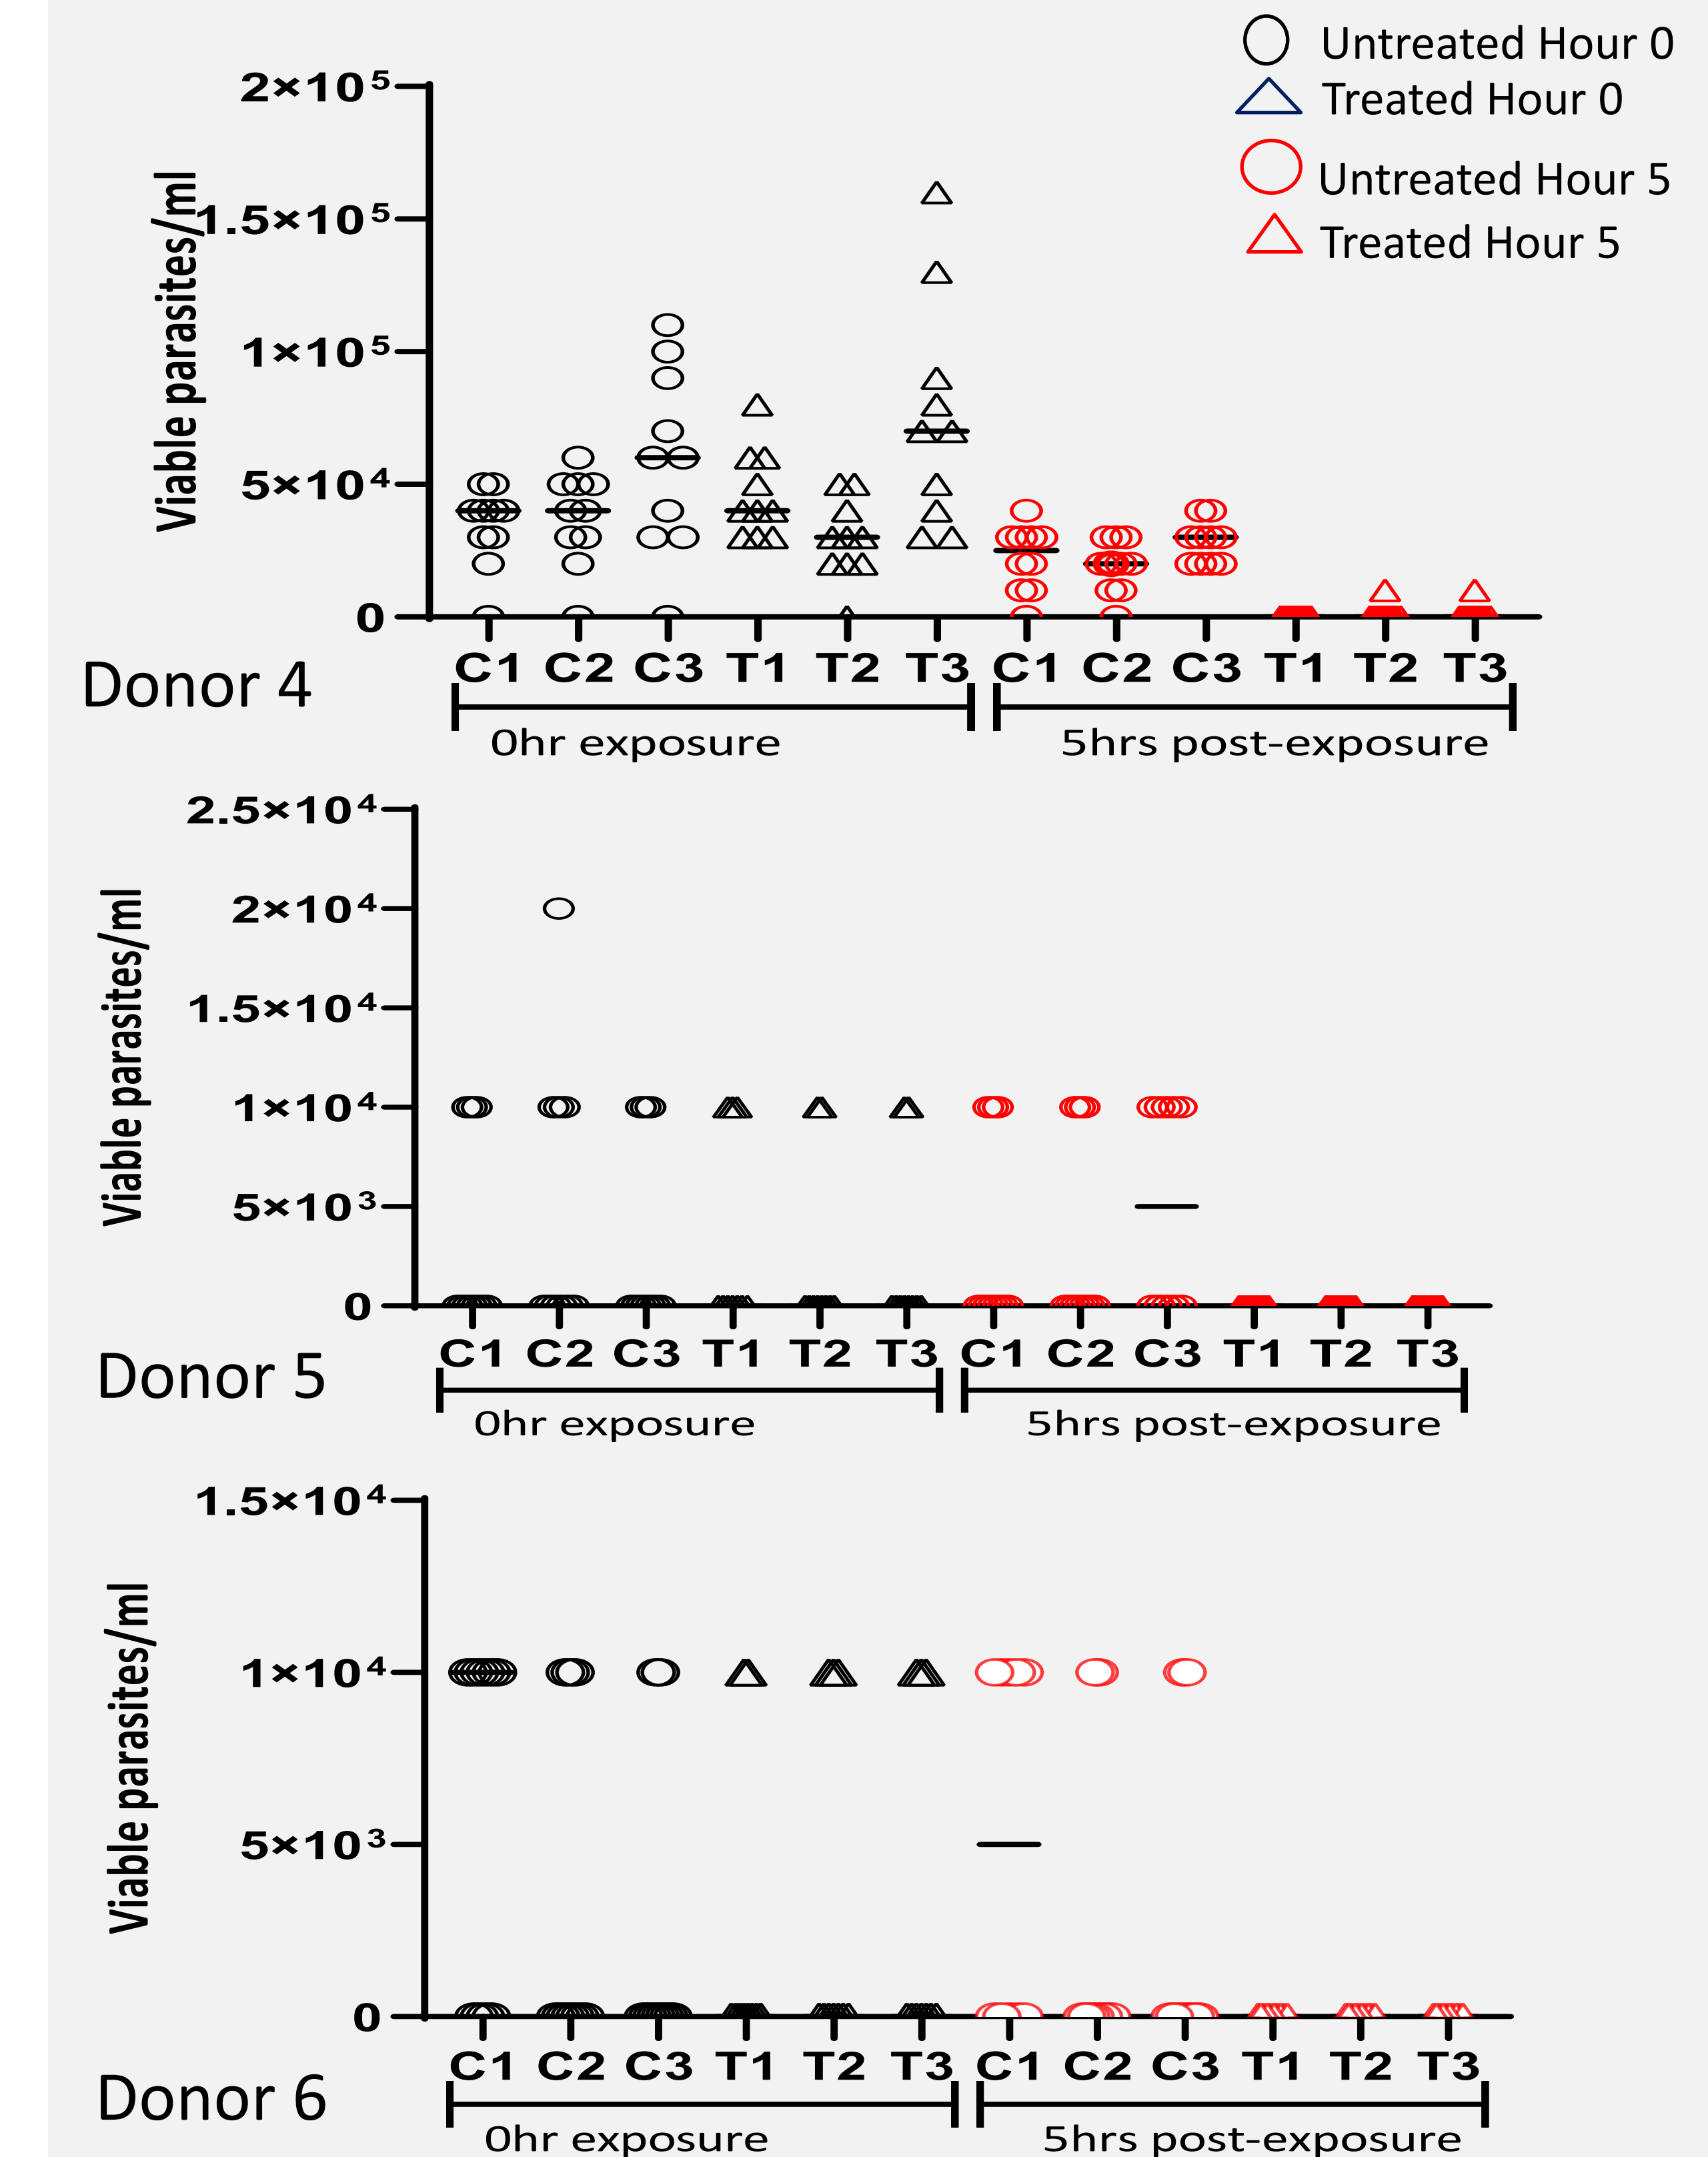 Untreated Hour 0
Treated Hour 0
Untreated Hour 5
Treated Hour 5
Viable parasites/ml
2×10⁵
1.5×10⁵
1×10⁵
5×10⁴
0
C1 C2 C3 T1 T2 T3 C1 C2 C3 T1 T2 T3
Donor 4
0hr exposure 5hrs post-exposure
Viable parasites/ml
2.5×10⁴
2×10⁴
1.5×10⁴
1×10⁴
5×10³
0
C1 C2 C3 T1 T2 T3 C1 C2 C3 T1 T2 T3
Donor 5
0hr exposure 5hrs post-exposure
Viable parasites/ml
1.5×10⁴
1×10⁴
5×10³
0
C1 C2 C3 T1 T2 T3 C1 C2 C3 T1 T2 T3
Donor 6
0hr exposure 5hrs post-exposure